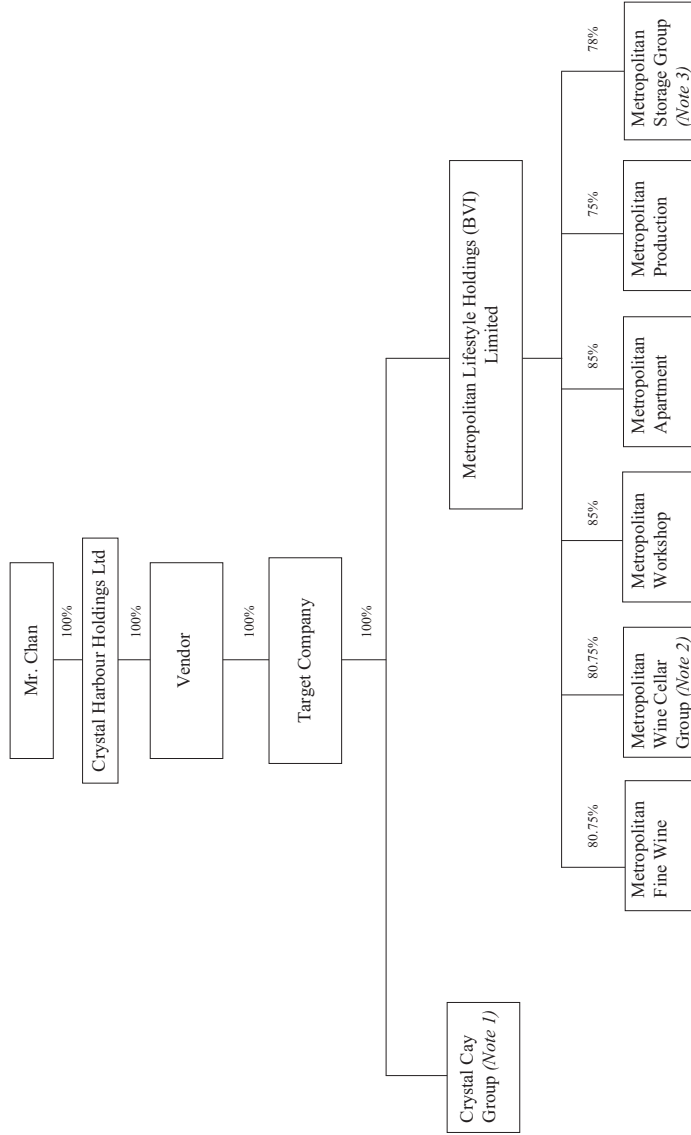 Mr. Chan
100%
Crystal Harbour Holdings Ltd
100%
Vendor
100%
Target Company
100%
Crystal Cay
Group (Note 1)
Metropolitan Lifestyle Holdings (BVI)
Limited
80.75%
80.75%
85%
85%
75%
78%
Metropolitan
Fine Wine
Metropolitan
Wine Cellar
Group (Note 2)
Metropolitan
Workshop
Metropolitan
Apartment
Metropolitan
Production
Metropolitan
Storage Group
(Note 3)